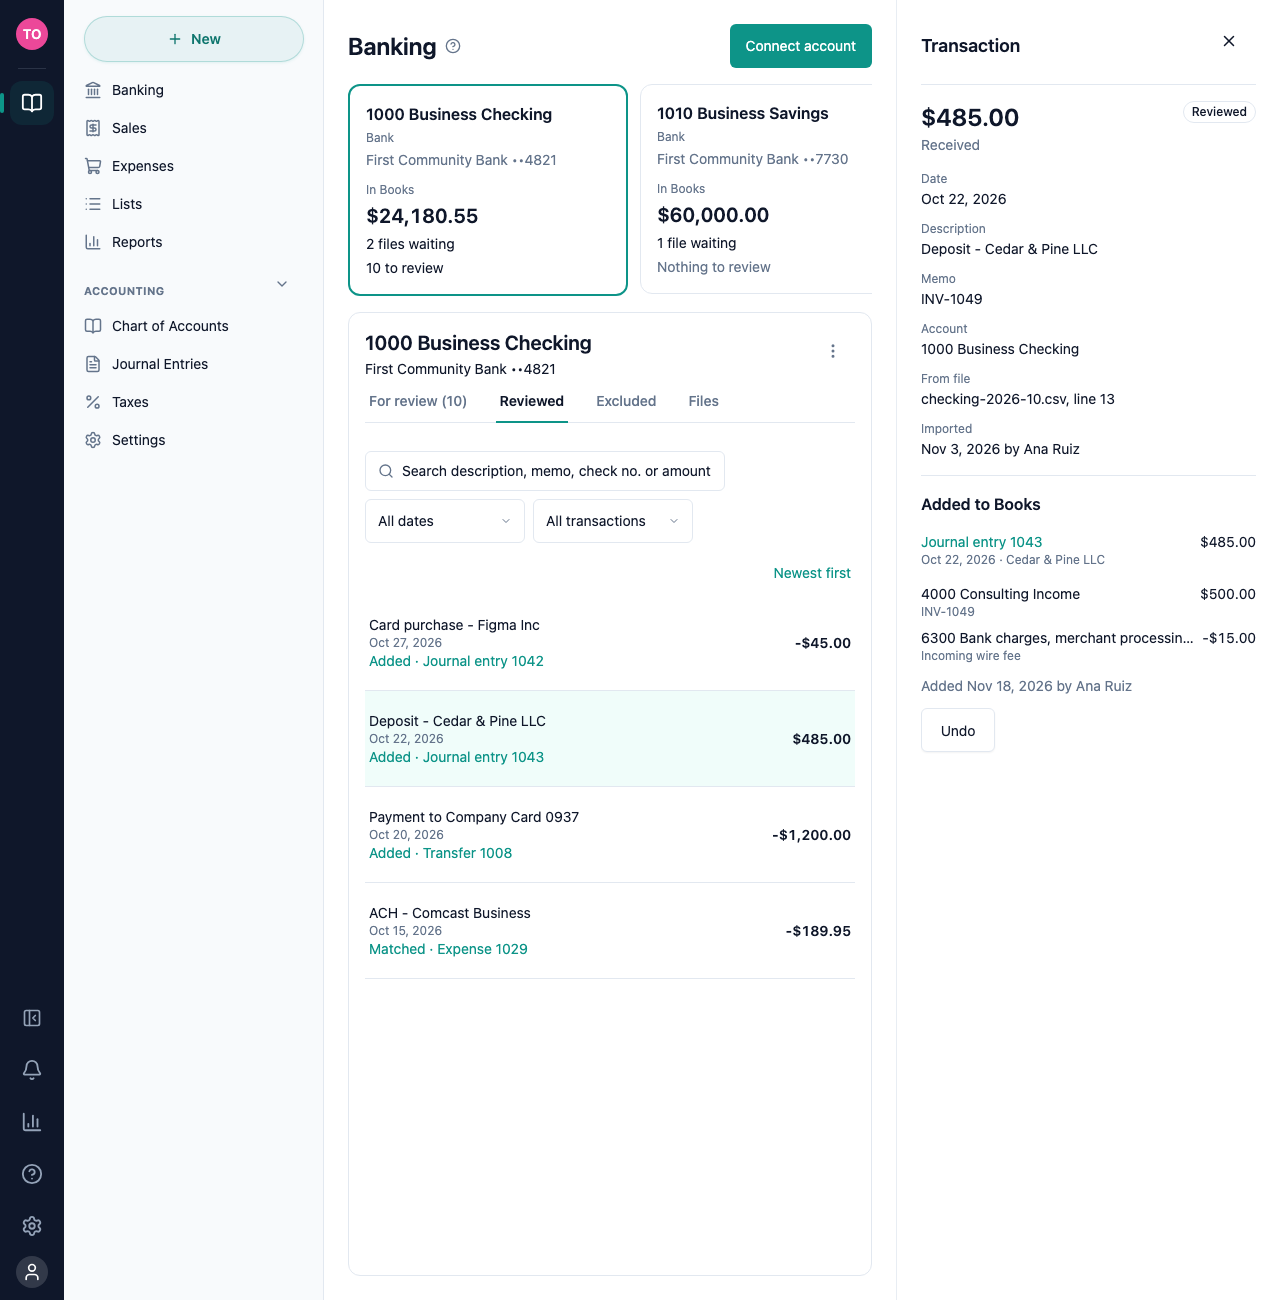 TO
New
Banking
Sales
Expenses
Lists
Reports
ACCOUNTING
Chart of Accounts
Journal Entries
Taxes
Settings
Banking
Connect account
1000 Business Checking
Bank
First Community Bank ••4821
In Books
$24,180.55
2 files waiting
10 to review
1010 Business Savings
Bank
First Community Bank ••7730
In Books
$60,000.00
1 file waiting
Nothing to review
1000 Business Checking
First Community Bank ••4821
For review (10)
Reviewed
Excluded
Files
Search description, memo, check no. or amount
All dates
All transactions
Newest first
Card purchase - Figma Inc
Oct 27, 2026
Added · Journal entry 1042
-$45.00
Deposit - Cedar & Pine LLC
Oct 22, 2026
Added · Journal entry 1043
$485.00
Payment to Company Card 0937
Oct 20, 2026
Added · Transfer 1008
-$1,200.00
ACH - Comcast Business
Oct 15, 2026
Matched · Expense 1029
-$189.95
Transaction
$485.00
Reviewed
Received
Date
Oct 22, 2026
Description
Deposit - Cedar & Pine LLC
Memo
INV-1049
Account
1000 Business Checking
From file
checking-2026-10.csv, line 13
Imported
Nov 3, 2026 by Ana Ruiz
Added to Books
Journal entry 1043 $485.00
Oct 22, 2026 · Cedar & Pine LLC
4000 Consulting Income $500.00
INV-1049
6300 Bank charges, merchant processin... -$15.00
Incoming wire fee
Added Nov 18, 2026 by Ana Ruiz
Undo